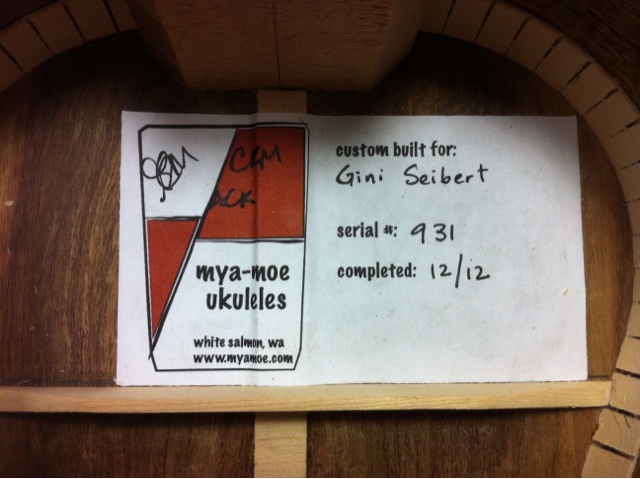 CEM
ACK
mya-moe
ukuleles
white salmon, wa
www.myamoe.com
custom built for:
Gini Seibert
serial #: 931
completed: 12/12